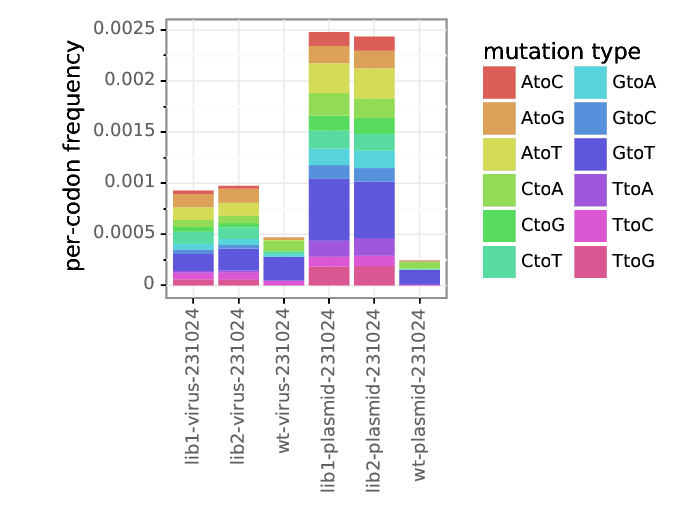 per-codon frequency
0.0025
0.002
0.0015
0.001
0.0005
0
lib1-virus-231024
lib2-virus-231024
wt-virus-231024
lib1-plasmid-231024
lib2-plasmid-231024
wt-plasmid-231024
mutation type
AtoC
AtoG
AtoT
CtoA
CtoG
CtoT
GtoA
GtoC
GtoT
TtoA
TtoC
TtoG